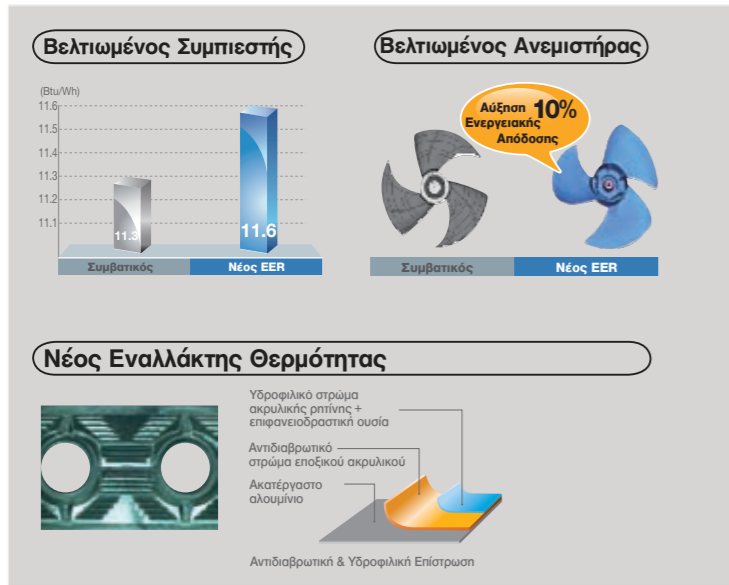 Βελτιωμένος Συμπιεστής
(Btu/Wh)
11.6
11.5
11.4
11.3
11.2
11.1
11.3
11.6
Συμβατικός
Νέος EER
Βελτιωμένος Ανεμιστήρας
Αύξηση 10%
Ενεργειακής
Απόδοσης
Συμβατικός
Νέος EER
Νέος Εναλλάκτης Θερμότητας
Υδροφιλικό στρώμα
ακρυλικής ρητίνης +
επιφανειοδραστική ουσία
Αντιδιαβρωτικό
στρώμα εποξικού ακρυλικού
Ακατέργαστο
αλουμίνιο
Αντιδιαβρωτική & Υδροφιλική Επίστρωση